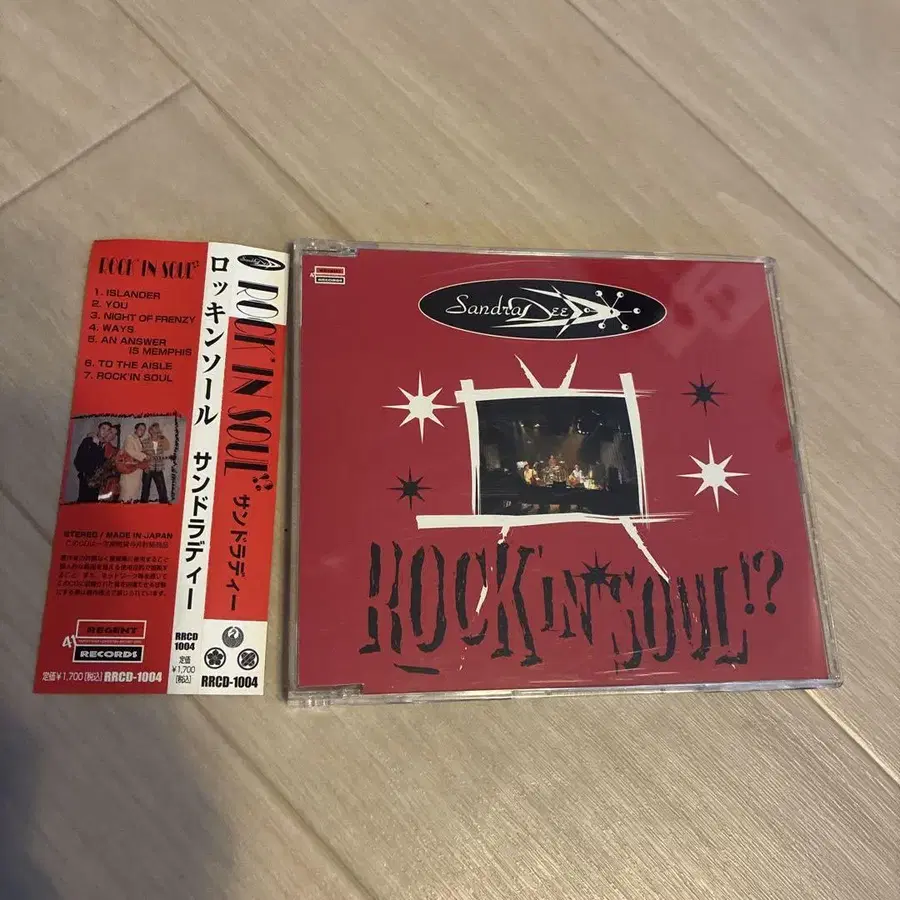 ROCK'IN SOUL!?
1. ISLANDER
2. YOU
3. NIGHT OF FRENZY
4. WAYS
5. AN ANSWER
IS MEMPHIS
6. TO THE AISLE
7. ROCK'IN SOUL
STEREO / MADE IN JAPAN
41
REGENT
RECORDS
定価¥1,700[税込] RRCD-1004
ロッキンソール サンドラディー
RRCD
1004
定価
¥1,700
[税込]
ROCK'IN SOUL!?
サンドラディー
RRCD-1004
REGENT
RECORDS
Sandra Dee
ROCK'IN SOUL!?